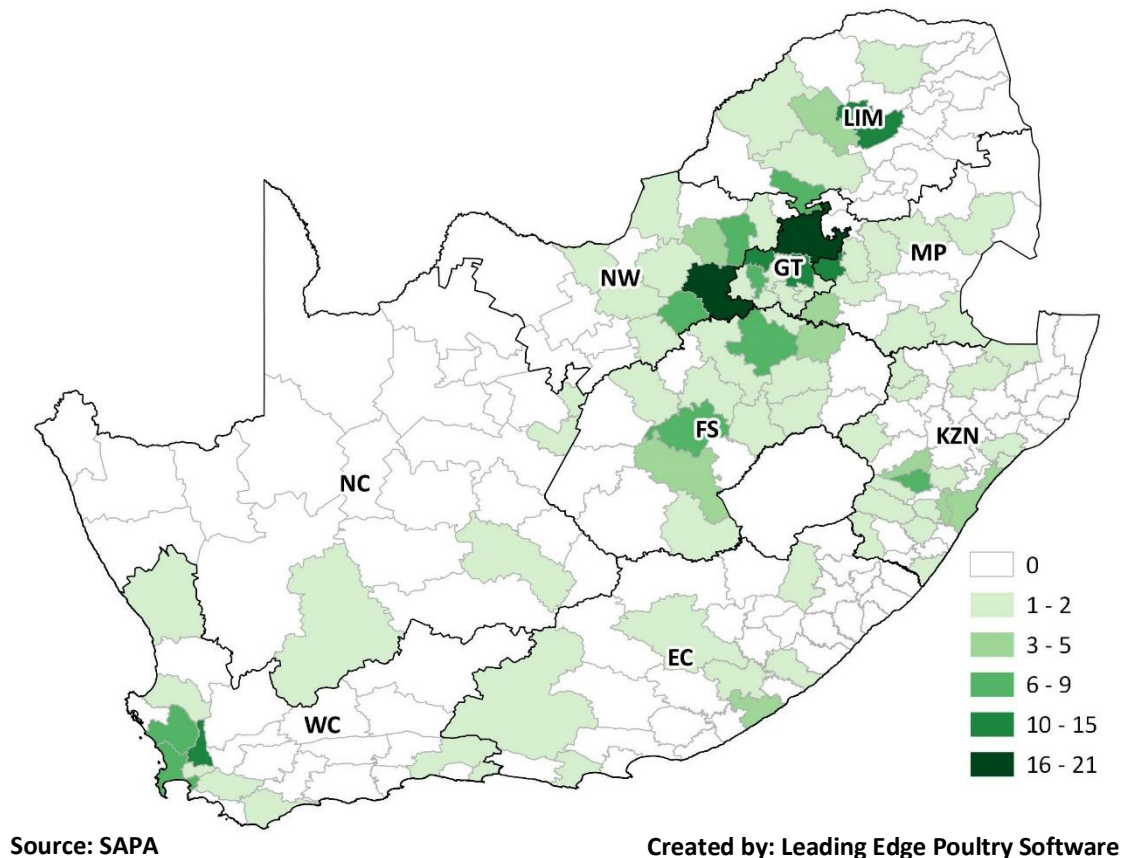 LIM
MP
GT
NW
FS
KZN
NC
EC
WC
0
1 - 2
3 - 5
6 - 9
10 - 15
16 - 21
Source: SAPA
Created by: Leading Edge Poultry Software